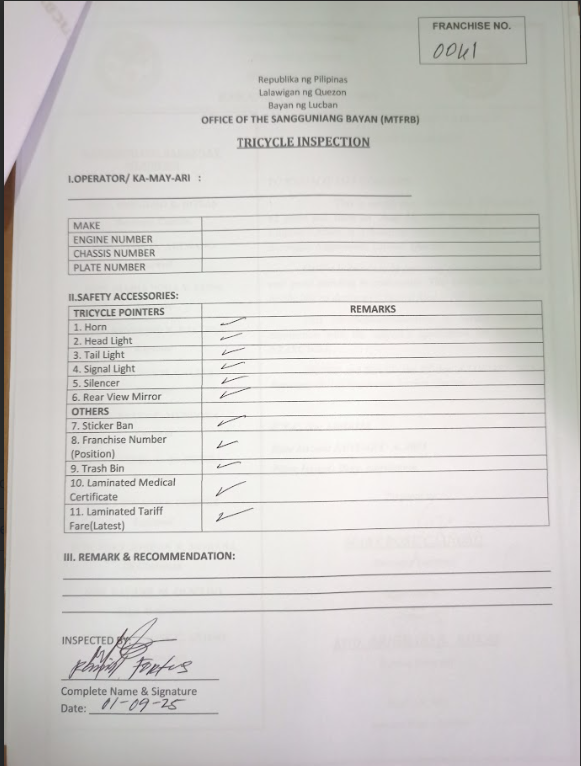 FRANCHISE NO.
0041
Republika ng Pilipinas
Lalawigan ng Quezon
Bayan ng Lucban
OFFICE OF THE SANGGUNIANG BAYAN (MTFRB)
TRICYCLE INSPECTION
I.OPERATOR/ KA-MAY-ARI :
MAKE
ENGINE NUMBER
CHASSIS NUMBER
PLATE NUMBER
II.SAFETY ACCESSORIES:
TRICYCLE POINTERS REMARKS
1. Horn ✓
2. Head Light ✓
3. Tail Light ✓
4. Signal Light ✓
5. Silencer ✓
6. Rear View Mirror ✓
OTHERS
7. Sticker Ban ✓
8. Franchise Number ✓
(Position)
9. Trash Bin ✓
10. Laminated Medical ✓
Certificate
11. Laminated Tariff ✓
Fare(Latest)
III. REMARK & RECOMMENDATION:
INSPECTED BY:
Complete Name & Signature
Date: 01-09-25